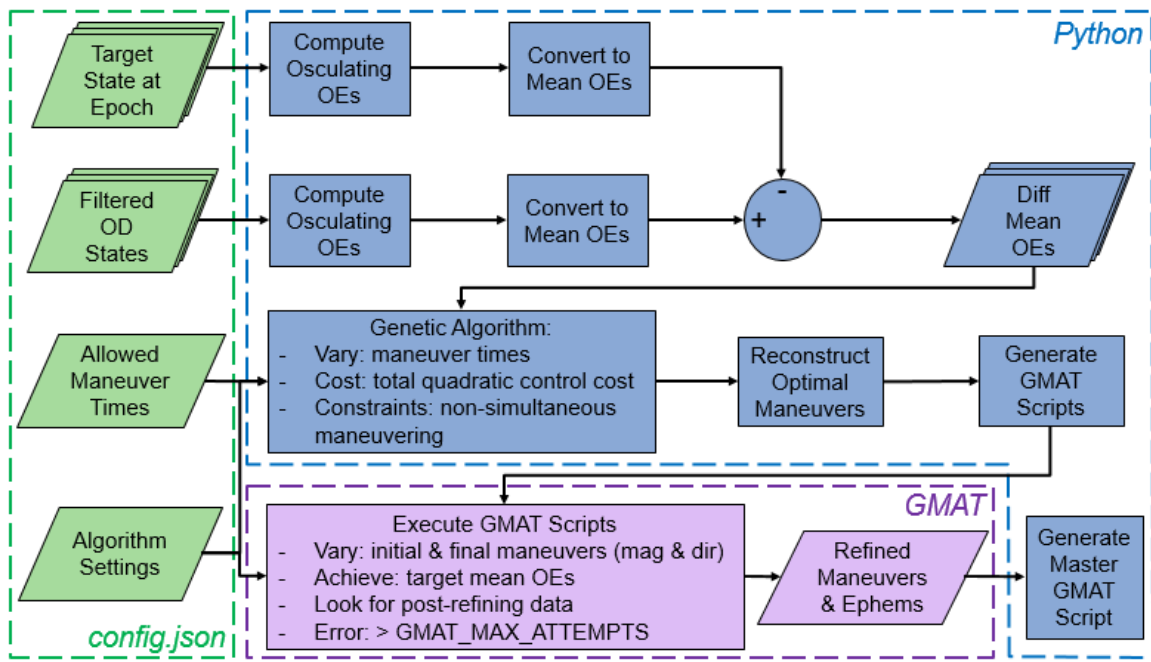 Python
Target
State at
Epoch
Compute
Osculating
OEs
Convert to
Mean OEs
Filtered
OD
States
Compute
Osculating
OEs
Convert to
Mean OEs
-
+
Diff
Mean
OEs
Allowed
Maneuver
Times
Genetic Algorithm:
- Vary: maneuver times
- Cost: total quadratic control cost
- Constraints: non-simultaneous
maneuvering
Reconstruct
Optimal
Maneuvers
Generate
GMAT
Scripts
GMAT
Algorithm
Settings
Execute GMAT Scripts
- Vary: initial & final maneuvers (mag & dir)
- Achieve: target mean OEs
- Look for post-refining data
- Error: > GMAT_MAX_ATTEMPTS
Refined
Maneuvers
& Ephems
Generate
Master
GMAT
Script
config.json